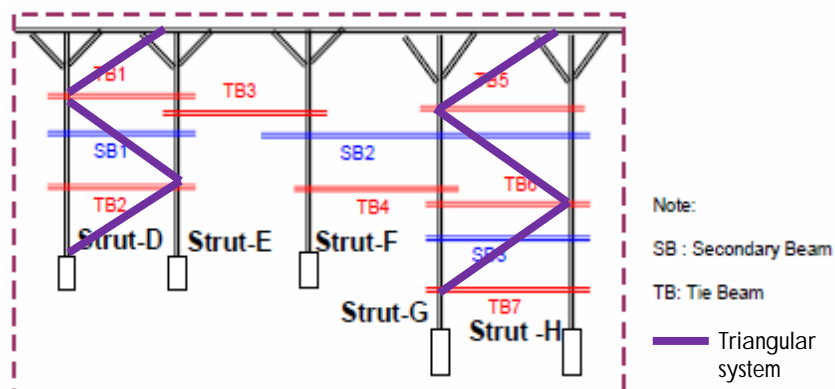 TB1
TB3
TB5
SB1
SB2
TB2
TB4
TB6
Strut-D
Strut-E
Strut-F
SB3
Strut-G
TB7
Strut -H
Note:
SB : Secondary Beam
TB: Tie Beam
Triangular
system